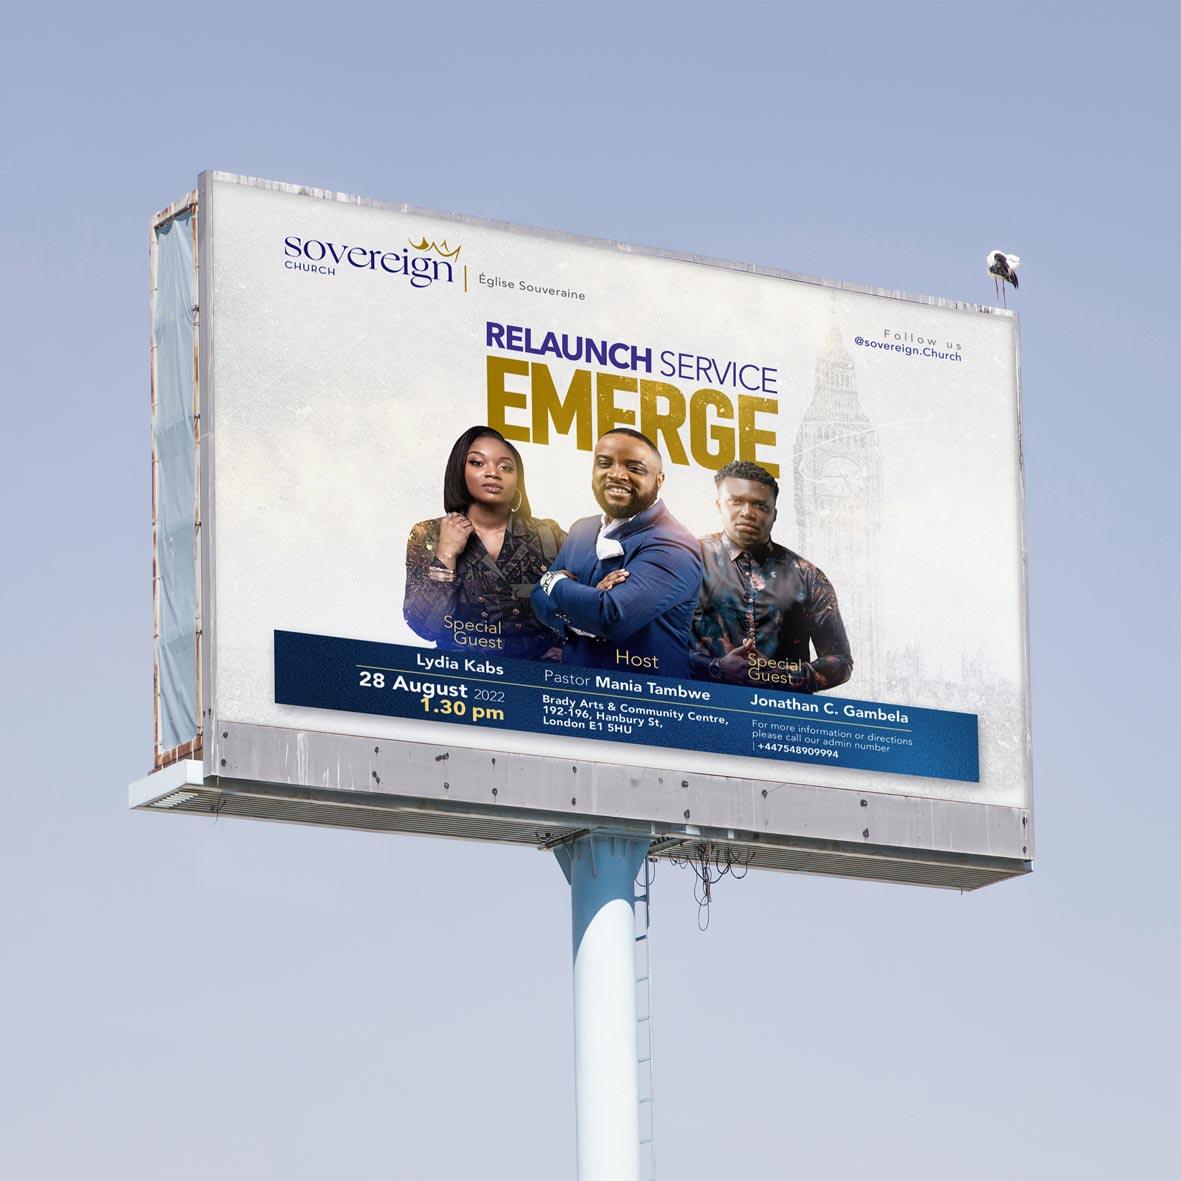 sovereign
CHURCH
Église Souveraine
Follow us
@sovereign.Church
RELAUNCH SERVICE
EMERGE
Special
Guest
Lydia Kabs
28 August 2022
1.30 pm
Host
Pastor Mania Tambwe
Brady Arts & Community Centre,
192-196, Hanbury St,
London E1 5HU
Special
Guest
Jonathan C. Gambela
For more information or directions
please call our admin number
| +447548909994